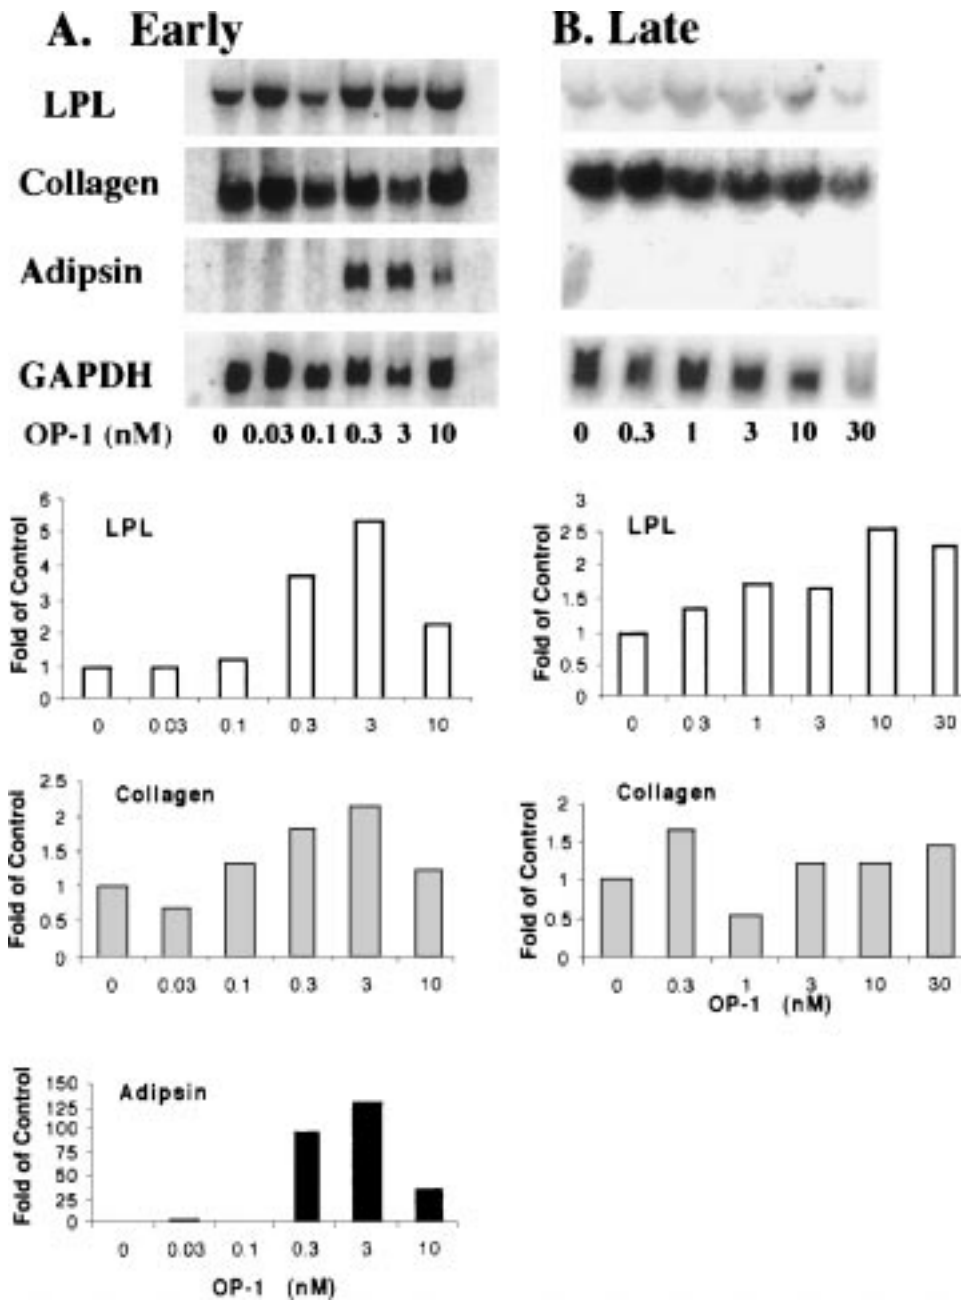 A. Early
B. Late
LPL
Collagen
Adipsin
GAPDH
OP-1 (nM) 0 0.03 0.1 0.3 3 10
0 0.3 1 3 10 30
LPL
Fold of Control
6
5
4
3
2
1
0
0 0.03 0.1 0.3 3 10
LPL
Fold of Control
3
2.5
2
1.5
1
0.5
0
0 0.3 1 3 10 30
Collagen
Fold of Control
2.5
2
1.5
1
0.5
0
0 0.03 0.1 0.3 3 10
Collagen
Fold of Control
2
1.5
1
0.5
0
0 0.3 1 3 10 30
OP-1 (nM)
Adipsin
Fold of Control
150
125
100
75
50
25
0
0 0.03 0.1 0.3 3 10
OP-1 (nM)